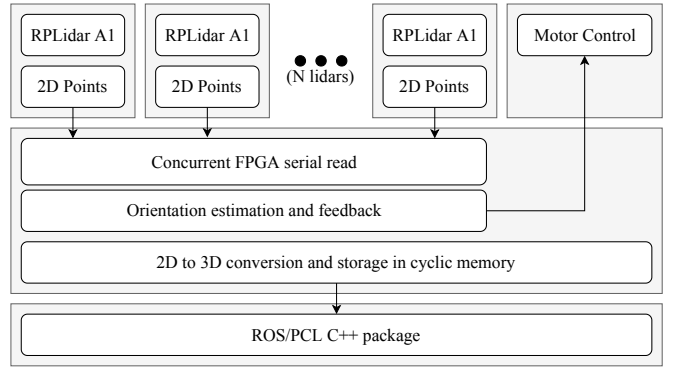 RPLidar A1
RPLidar A1
RPLidar A1
Motor Control
2D Points
2D Points
(N lidars)
2D Points
Concurrent FPGA serial read
Orientation estimation and feedback
2D to 3D conversion and storage in cyclic memory
ROS/PCL C++ package